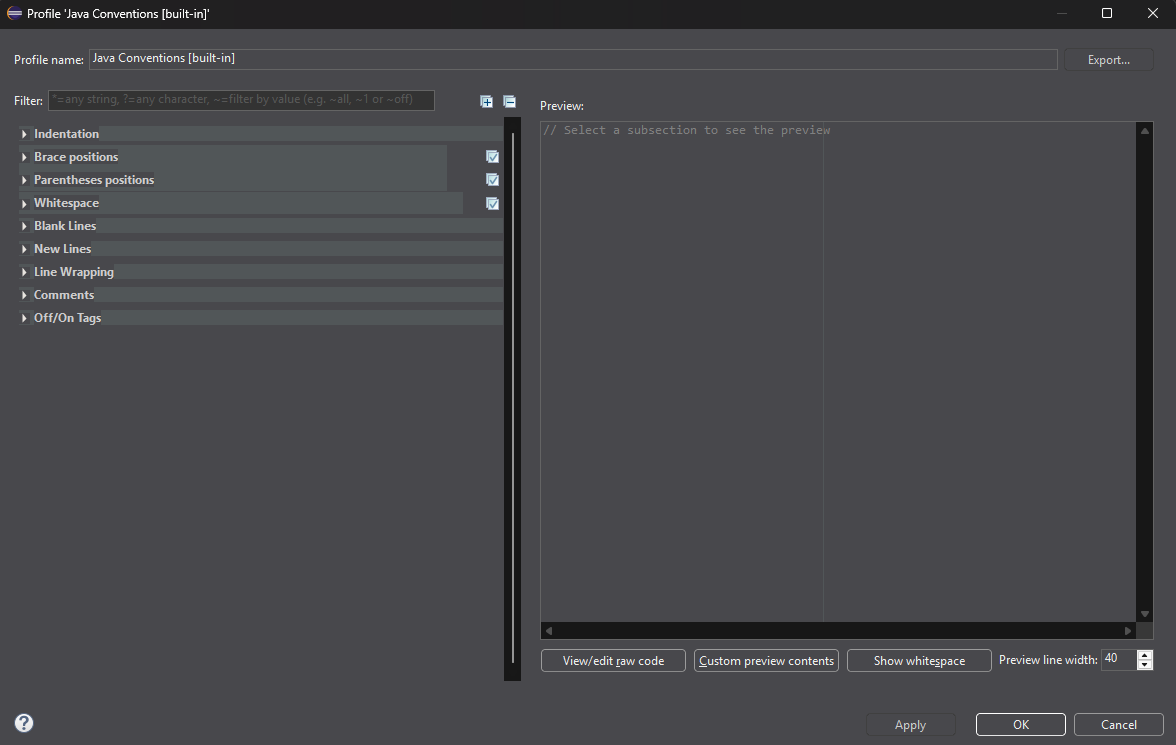 Profile 'Java Conventions [built-in]'
Profile name: Java Conventions [built-in] Export...
Filter: *=any string, ?=any character, ~=filter by value (e.g. ~all, ~1 or ~off)
Preview:
Indentation
Brace positions
Parentheses positions
Whitespace
Blank Lines
New Lines
Line Wrapping
Comments
Off/On Tags
// Select a subsection to see the preview
View/edit raw code Custom preview contents Show whitespace Preview line width: 40
? Apply OK Cancel